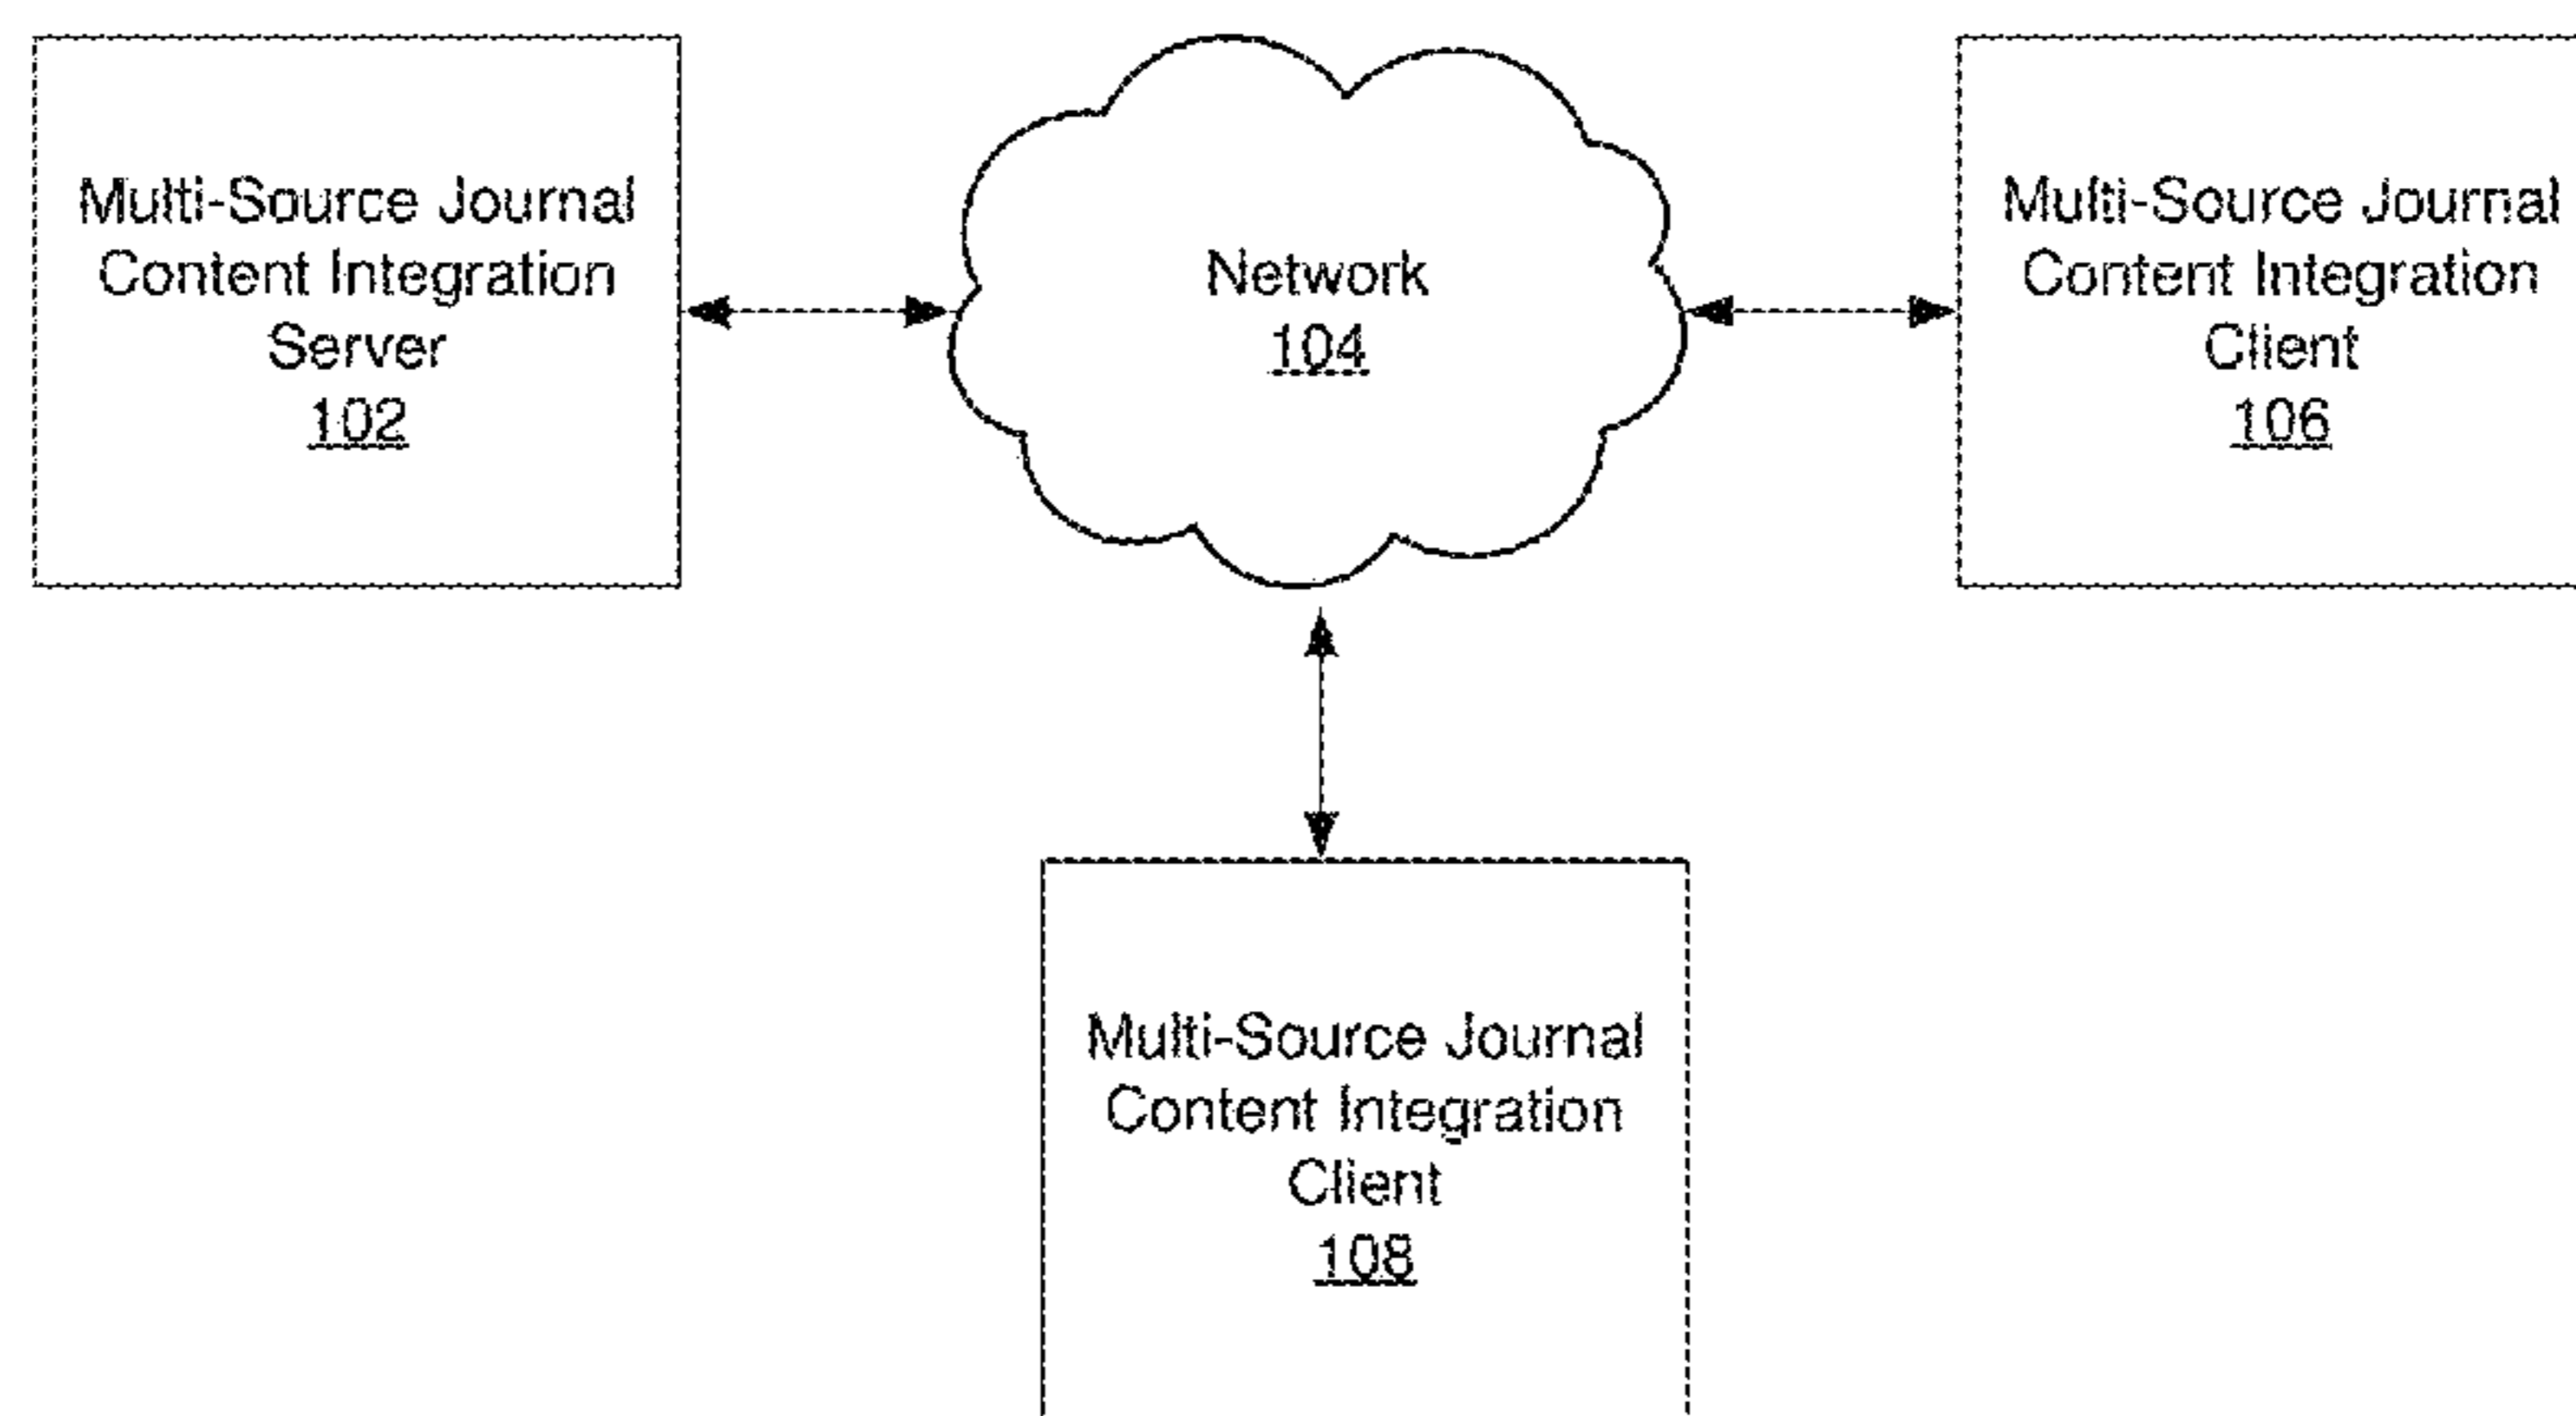 Multi-Source Journal
Content Integration
Server
102
Network
104
Multi-Source Journal
Content Integration
Client
106
Multi-Source Journal
Content Integration
Client
108